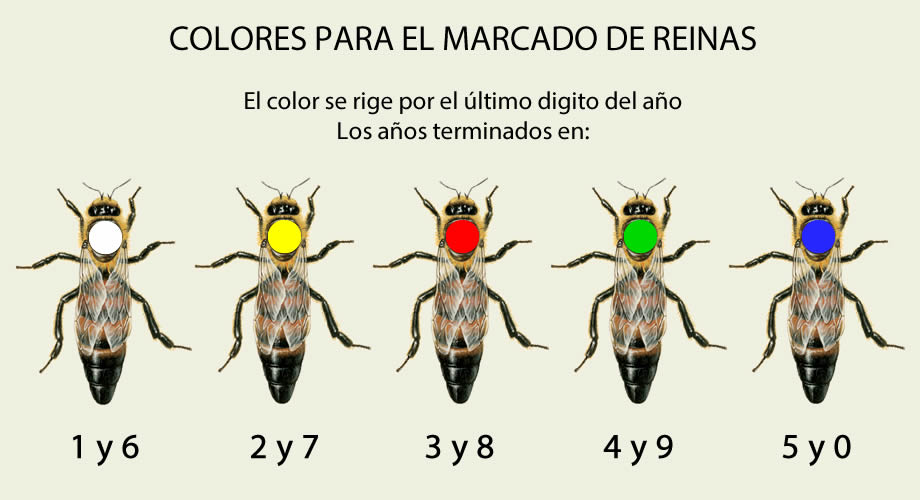 COLORES PARA EL MARCADO DE REINAS
El color se rige por el último digito del año
Los años terminados en:
1 y 6
2 y 7
3 y 8
4 y 9
5 y 0